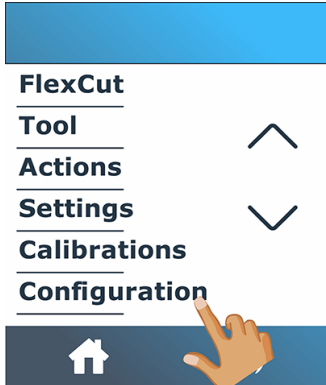 FlexCut
Tool
Actions
Settings
Calibrations
Configuration